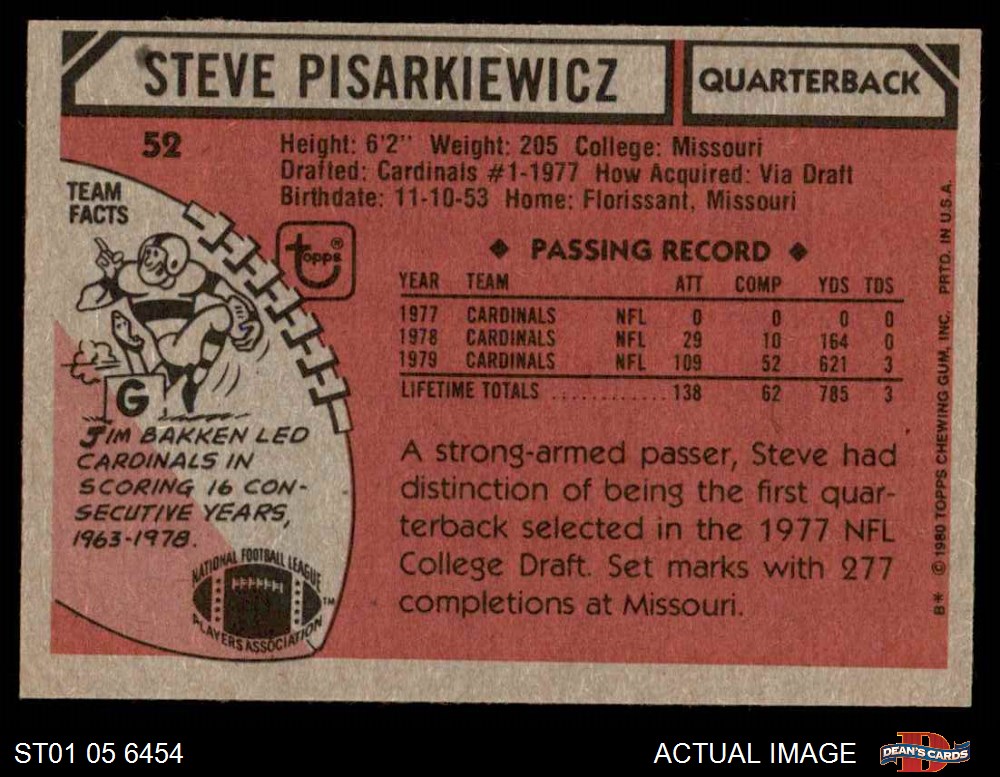 STEVE PISARKIEWICZ
QUARTERBACK
52
Height: 6'2" Weight: 205 College: Missouri
Drafted: Cardinals #1-1977 How Acquired: Via Draft
Birthdate: 11-10-53 Home: Florissant, Missouri
TEAM
FACTS
topps®
G
JIM BAKKEN LED
CARDINALS IN
SCORING 16 CON-
SECUTIVE YEARS,
1963-1978.
NATIONAL FOOTBALL LEAGUE
PLAYERS ASSOCIATION
TM
◆ PASSING RECORD ◆
YEAR TEAM ATT COMP YDS TDS
1977 CARDINALS NFL 0 0 0 0
1978 CARDINALS NFL 29 10 164 0
1979 CARDINALS NFL 109 52 621 3
LIFETIME TOTALS ............ 138 62 785 3
A strong-armed passer, Steve had
distinction of being the first quar-
terback selected in the 1977 NFL
College Draft. Set marks with 277
completions at Missouri.
B* © 1980 TOPPS CHEWING GUM, INC. PRTD. IN U.S.A.
ST01 05 6454
ACTUAL IMAGE
D
DEAN'S CARDS